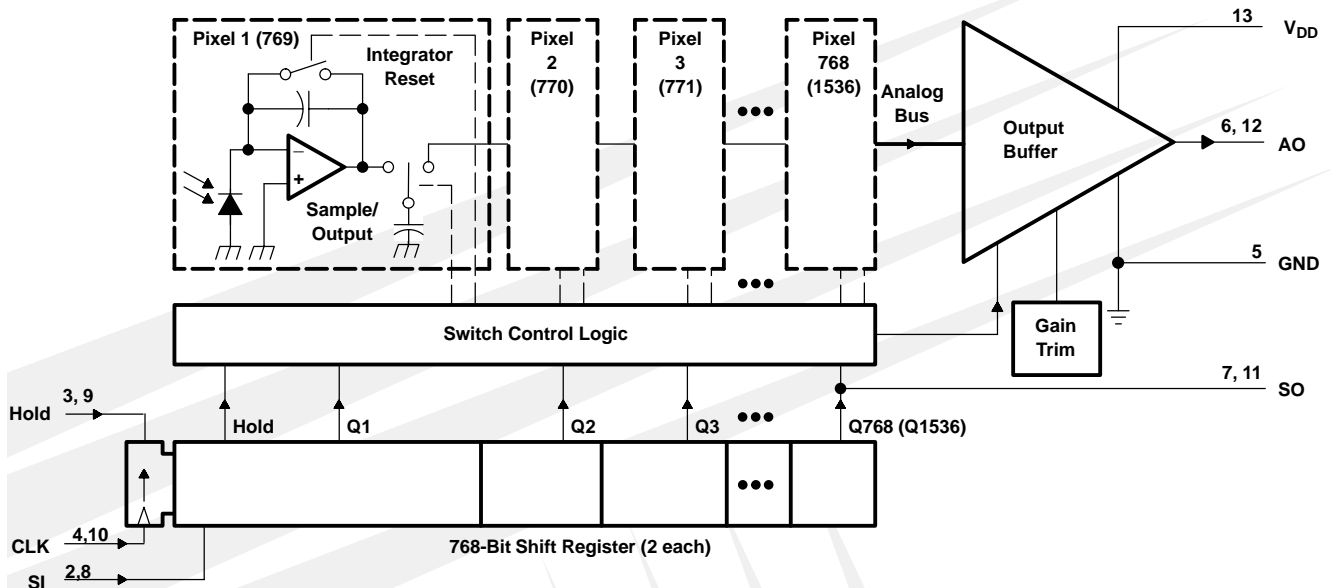 13
VDD
Pixel 1 (769)
Integrator
Reset
Pixel
2
(770)
Pixel
3
(771)
Pixel
768
(1536)
Analog
Bus
Output
Buffer
6, 12
AO
−
+
Sample/
Output
5
GND
Switch Control Logic
Gain
Trim
7, 11
SO
3, 9
Hold
Hold
Q1
Q2
Q3
Q768 (Q1536)
CLK
4,10
768-Bit Shift Register (2 each)
SI
2,8